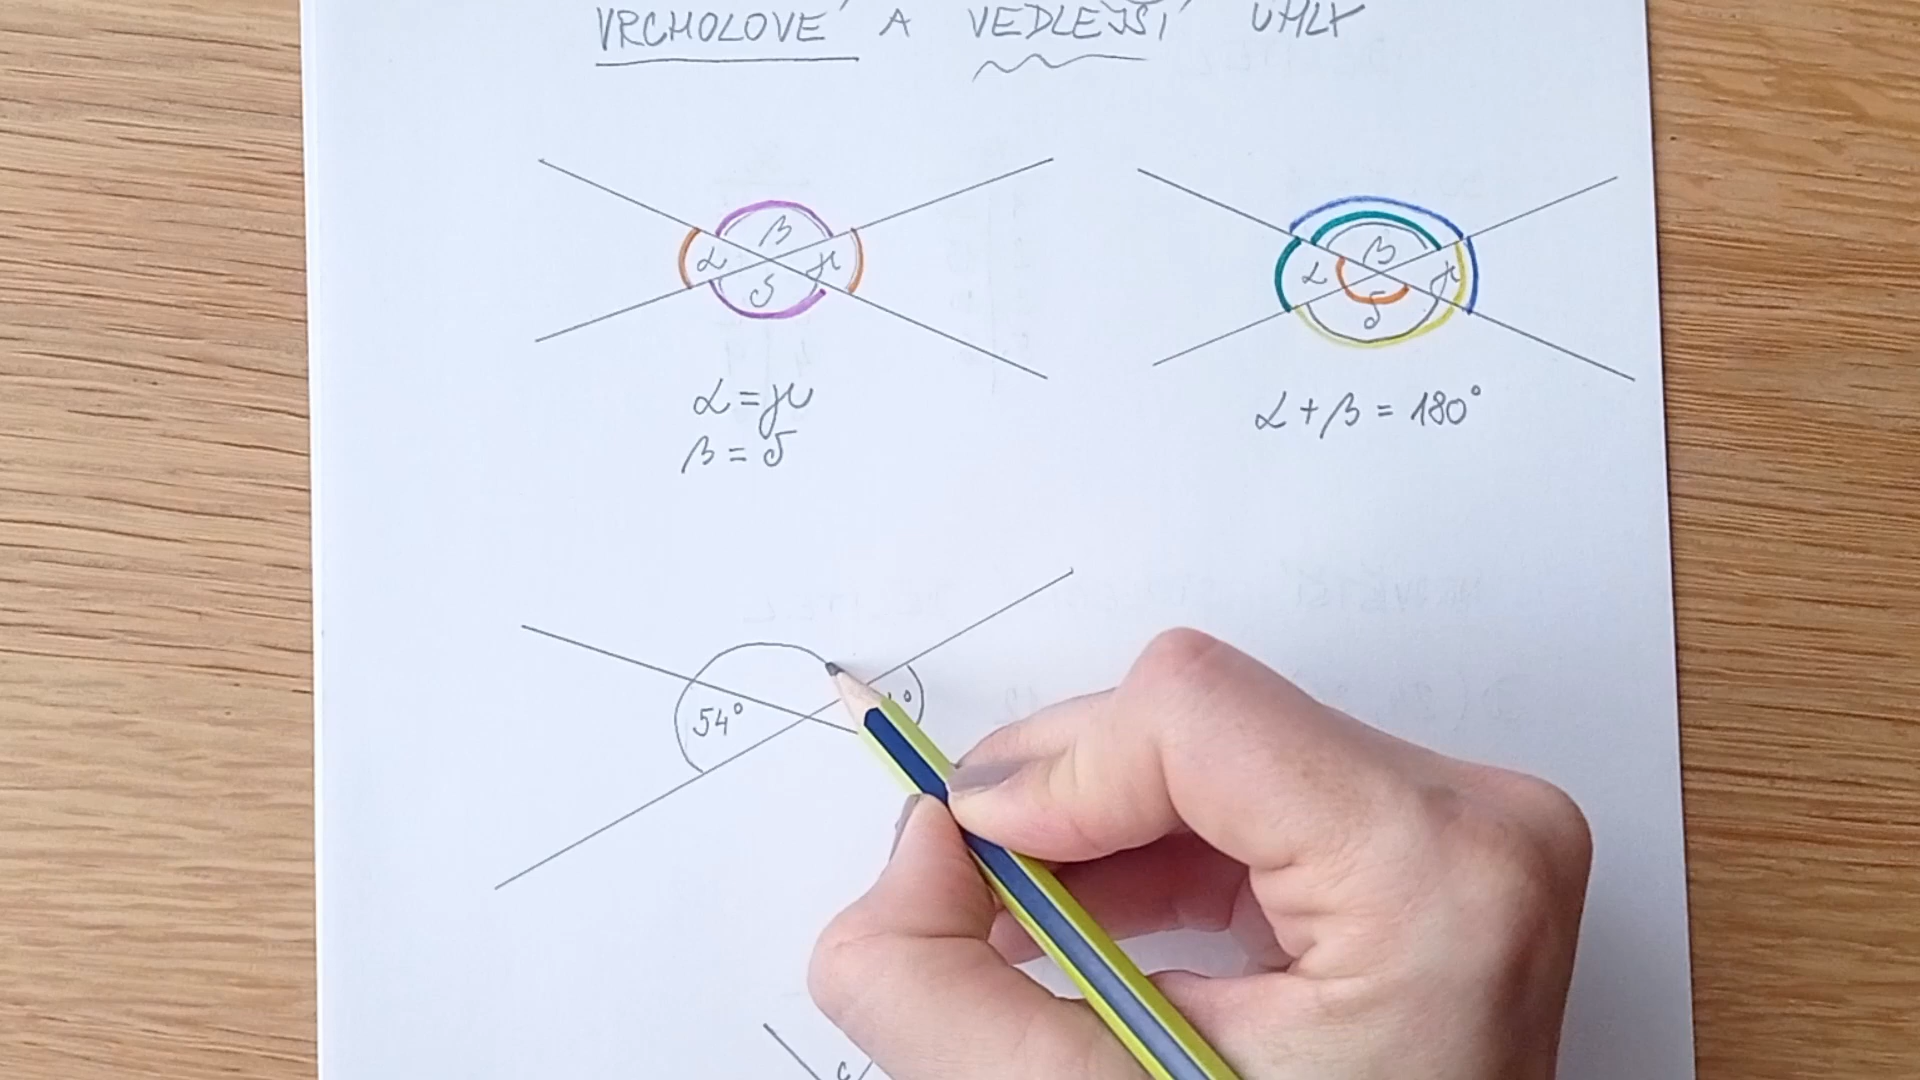 VRCHOLOVÉ A VEDLEJŠÍ ÚHLY
β
α γ
δ
β
α γ
δ
α = γ
β = δ
α + β = 180°
54°
c